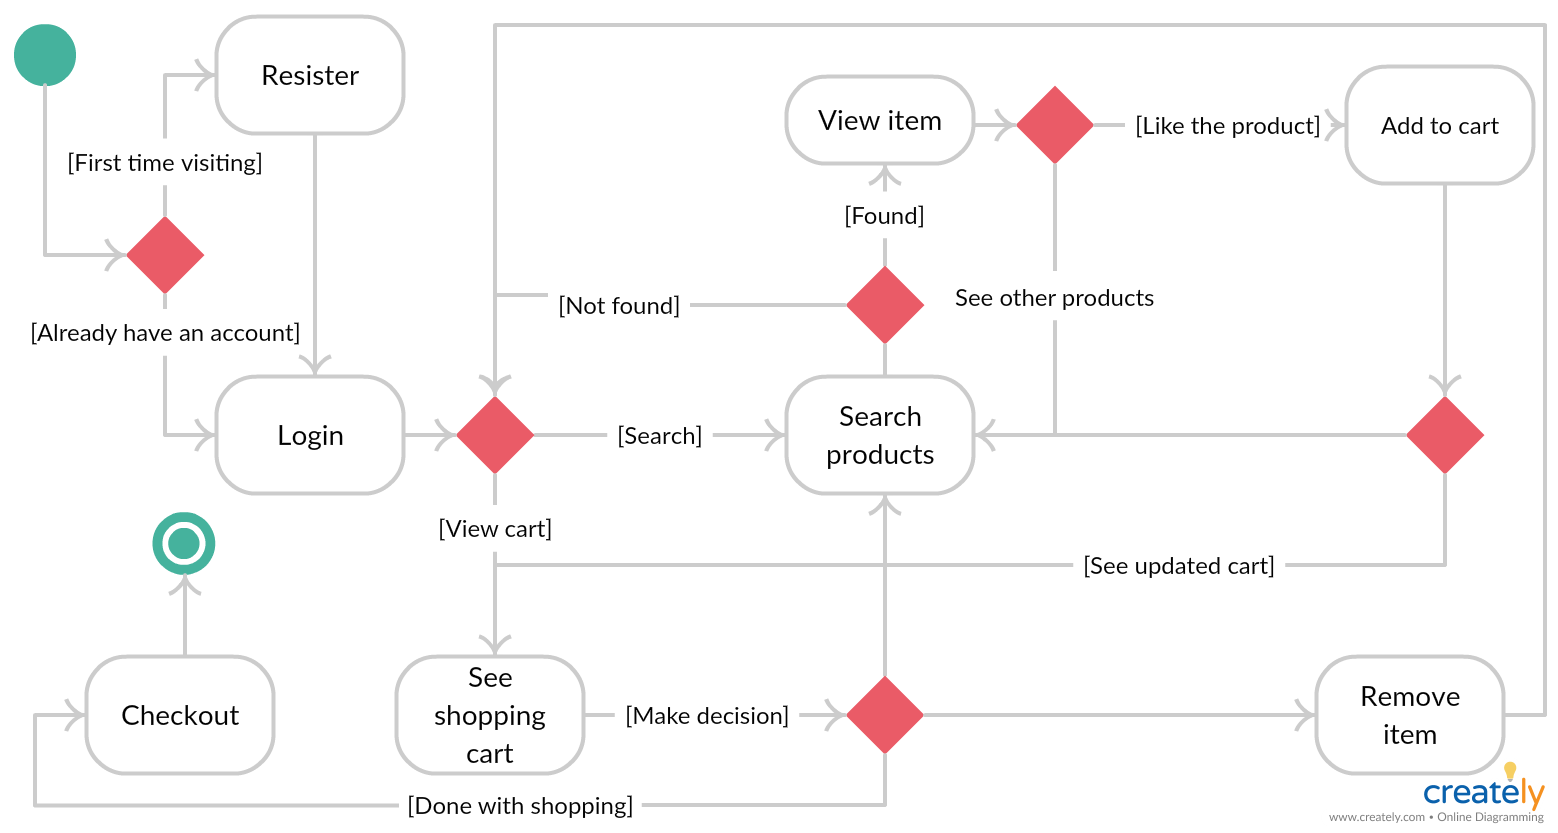 Resister
View item
[Like the product]
Add to cart
[First time visiting]
[Found]
[Not found]
See other products
[Already have an account]
Login
[Search]
Search
products
[View cart]
[See updated cart]
Checkout
See
shopping
cart
[Make decision]
Remove
item
[Done with shopping]
creately
www.creately.com • Online Diagramming